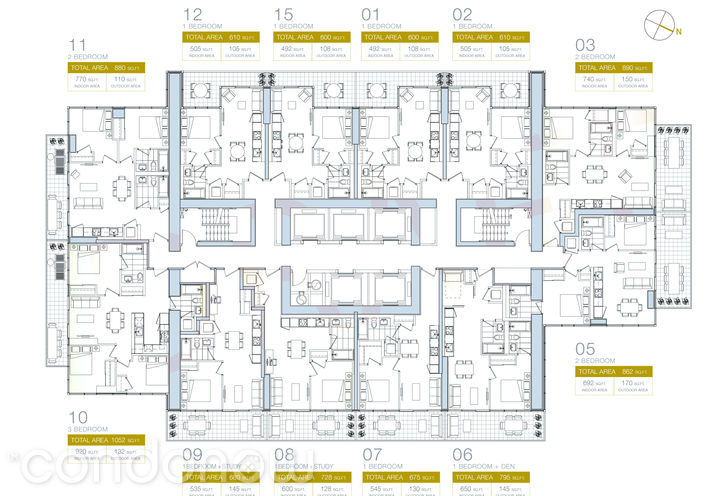 12
1 BEDROOM
TOTAL AREA 610 SQ.FT.
505 SQ.FT. 105 SQ.FT.
INDOOR AREA OUTDOOR AREA
15
1 BEDROOM
TOTAL AREA 600 SQ.FT.
492 SQ.FT. 108 SQ.FT.
INDOOR AREA OUTDOOR AREA
01
1 BEDROOM
TOTAL AREA 600 SQ.FT.
492 SQ.FT. 108 SQ.FT.
INDOOR AREA OUTDOOR AREA
02
1 BEDROOM
TOTAL AREA 610 SQ.FT.
505 SQ.FT. 105 SQ.FT.
INDOOR AREA OUTDOOR AREA
N
11
2 BEDROOM
TOTAL AREA 880 SQ.FT.
770 SQ.FT. 110 SQ.FT.
INDOOR AREA OUTDOOR AREA
03
2 BEDROOM
TOTAL AREA 890 SQ.FT.
740 SQ.FT. 150 SQ.FT.
INDOOR AREA OUTDOOR AREA
05
2 BEDROOM
TOTAL AREA 862 SQ.FT.
692 SQ.FT. 170 SQ.FT.
INDOOR AREA OUTDOOR AREA
10
3 BEDROOM
TOTAL AREA 1052 SQ.FT.
920 SQ.FT. 132 SQ.FT.
09
1 BEDROOM + STUDY
TOTAL AREA 680 SQ.FT.
535 SQ.FT. 145 SQ.FT.
INDOOR AREA OUTDOOR AREA
08
1 BEDROOM + STUDY
TOTAL AREA 728 SQ.FT.
600 SQ.FT. 128 SQ.FT.
INDOOR AREA OUTDOOR AREA
07
1 BEDROOM
TOTAL AREA 675 SQ.FT.
545 SQ.FT. 130 SQ.FT.
INDOOR AREA OUTDOOR AREA
06
1 BEDROOM + DEN
TOTAL AREA 795 SQ.FT.
650 SQ.FT. 145 SQ.FT.
INDOOR AREA OUTDOOR AREA